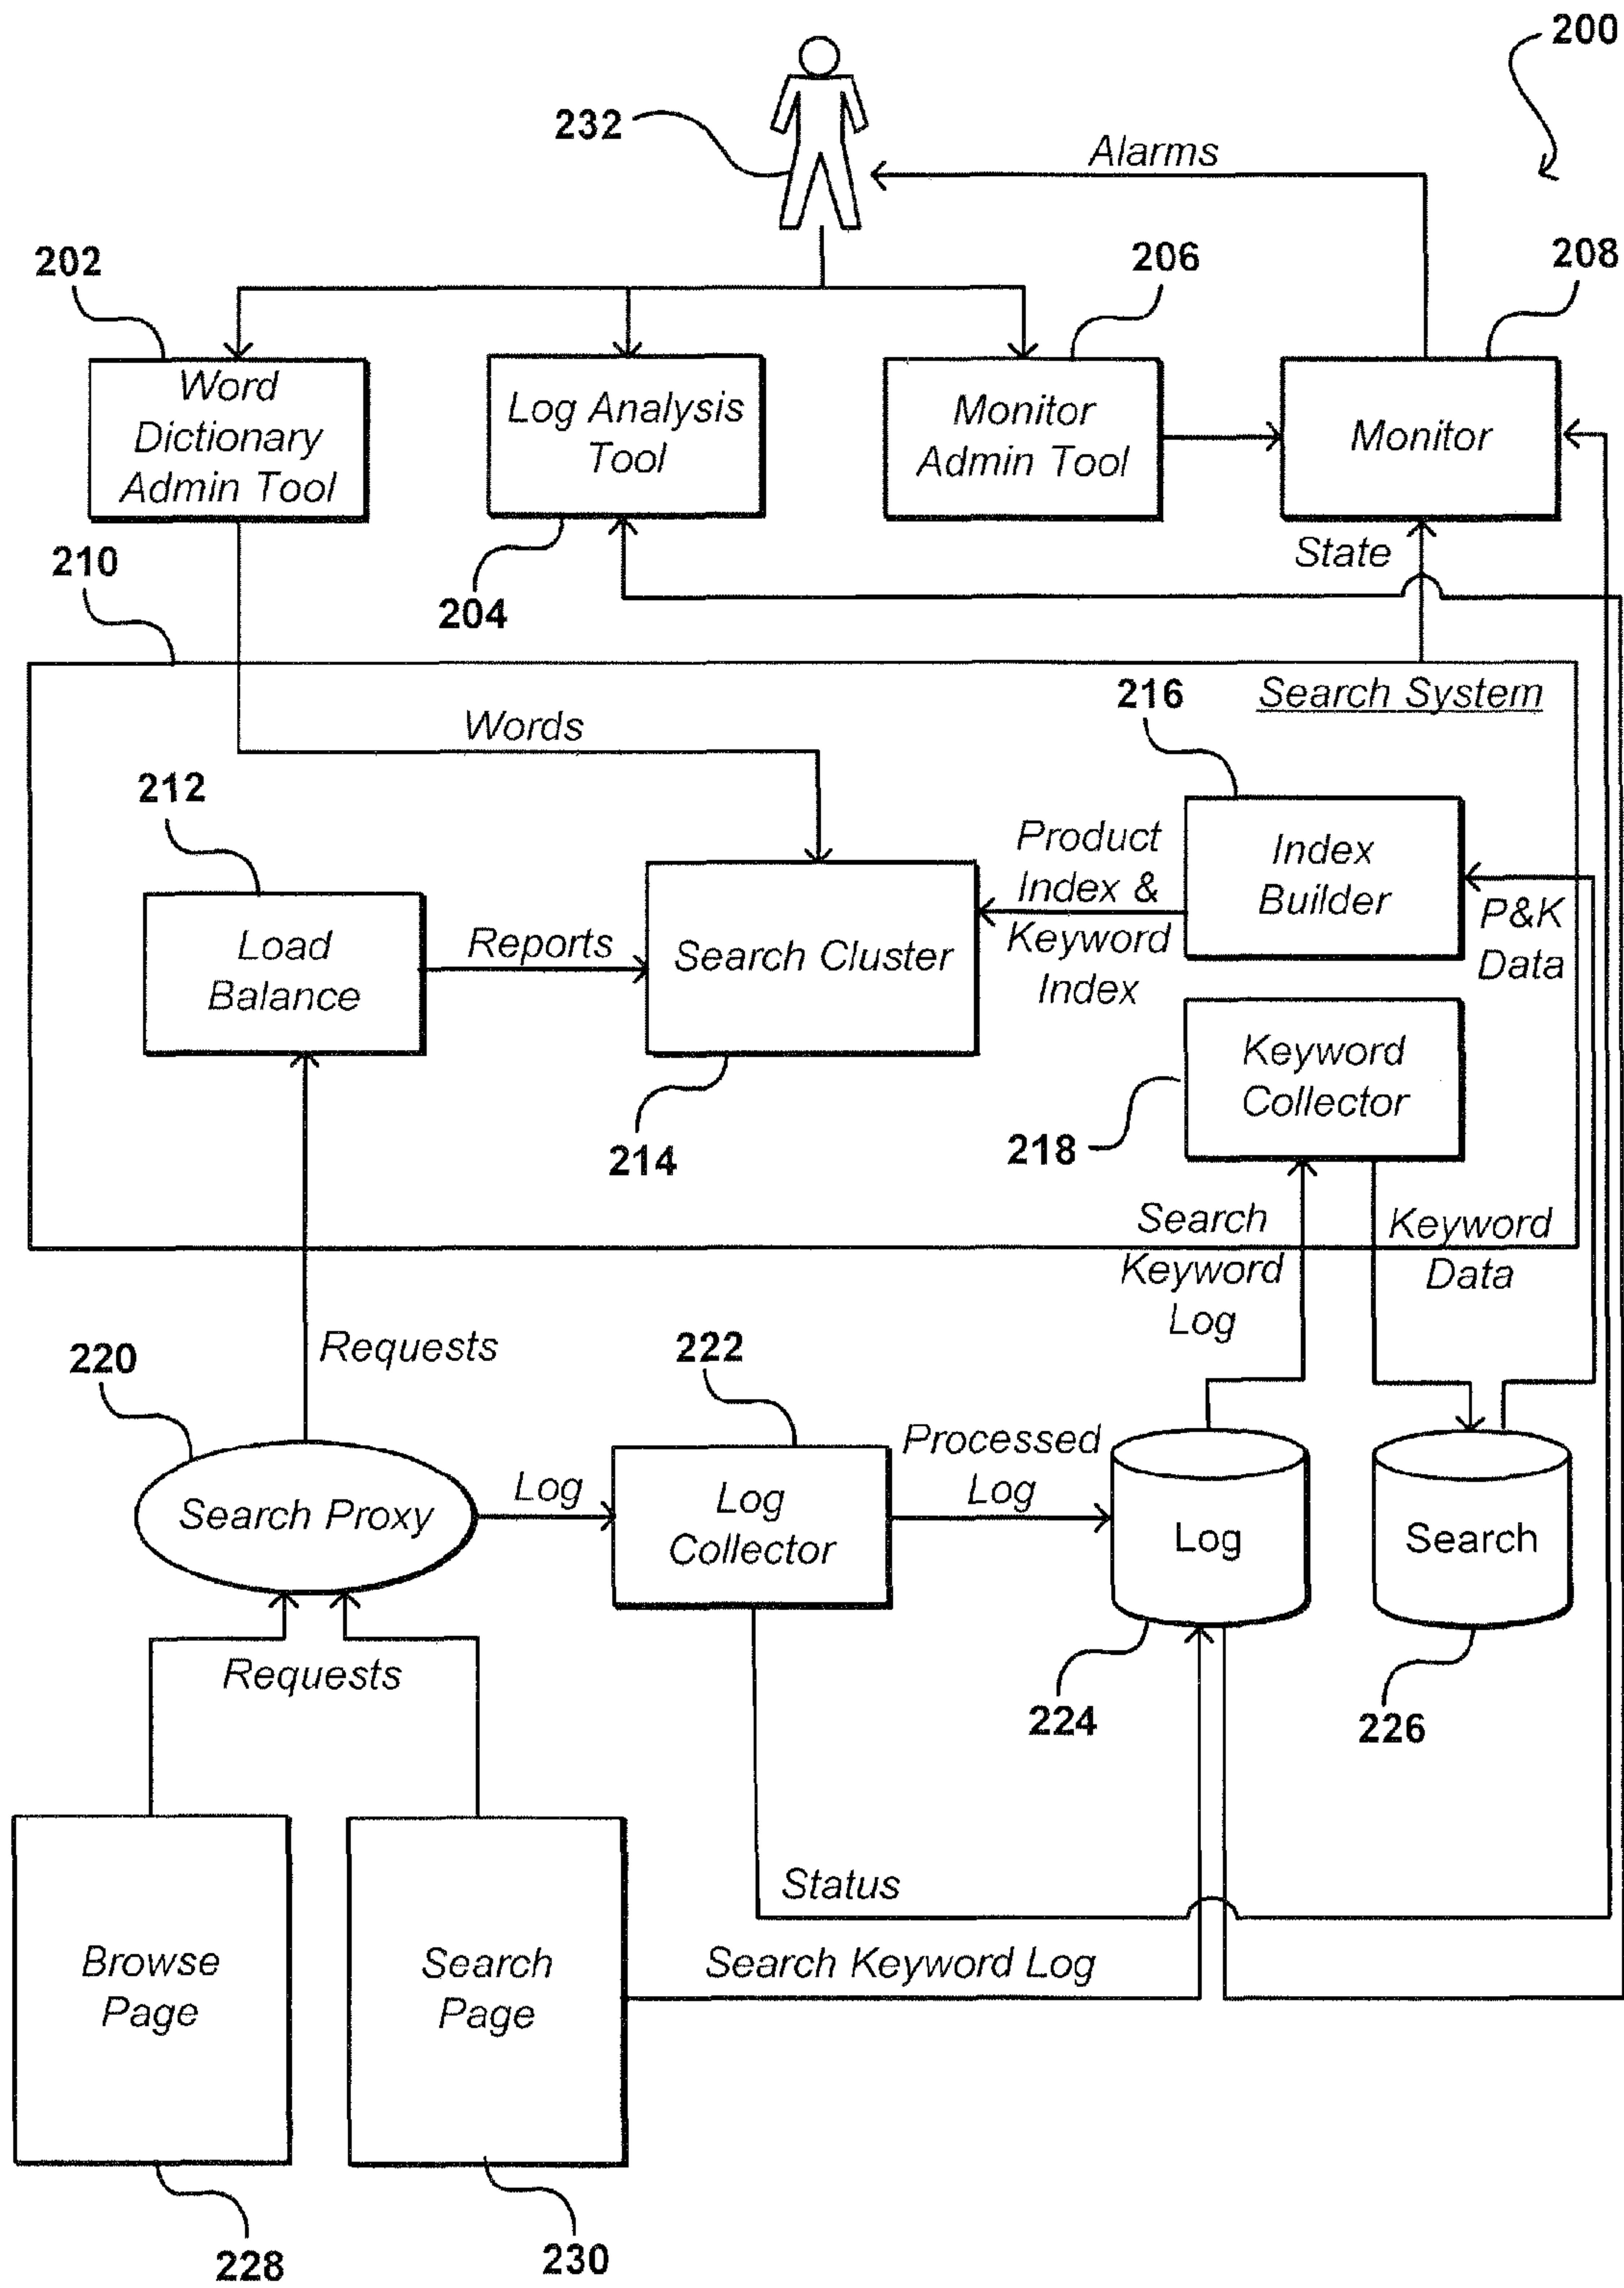 200
232
Alarms
202
206
208
Word
Dictionary
Admin Tool
Log Analysis
Tool
Monitor
Admin Tool
Monitor
210
204
State
Search System
Words
216
212
Product
Index &
Keyword
Index
Index
Builder
P&K
Data
Load
Balance
Reports
Search Cluster
Keyword
Collector
214
218
Search
Keyword
Log
Keyword
Data
Requests
220
222
Processed
Log
Search Proxy
Log
Log
Collector
Log
Search
Requests
224
226
Status
Browse
Page
Search
Page
Search Keyword Log
228
230